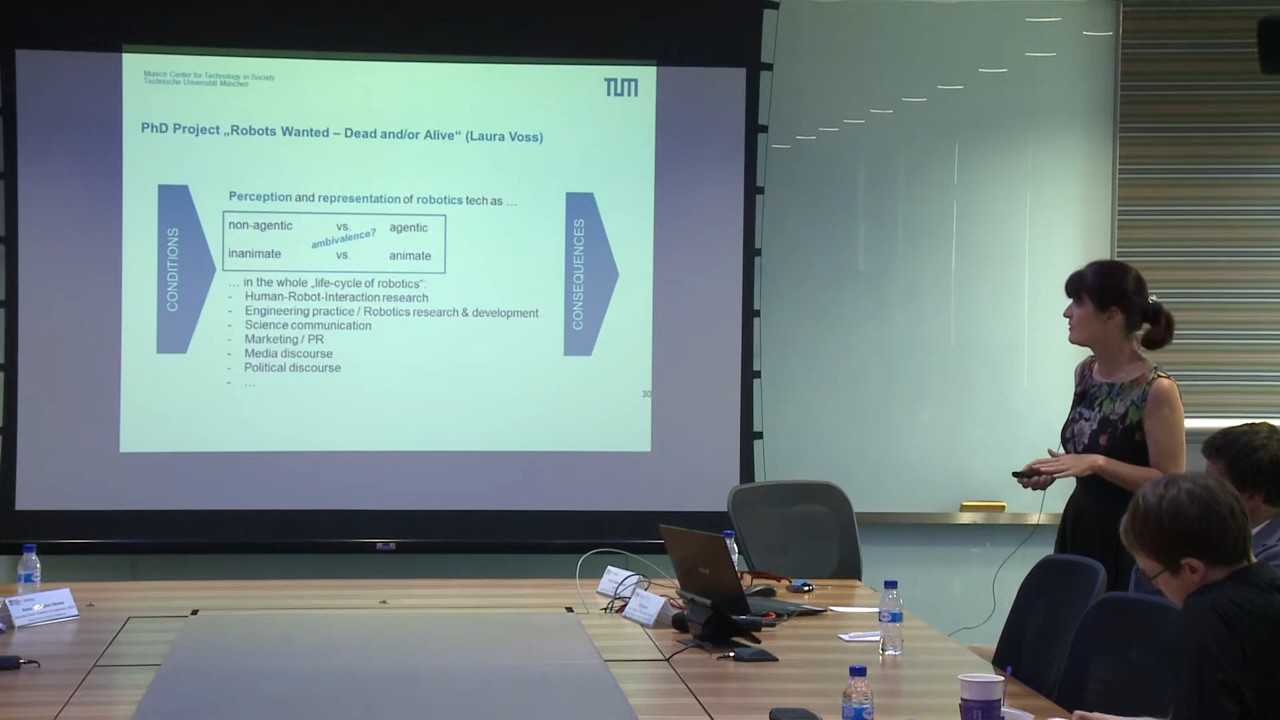 Munich Center for Technology in Society
Technische Universität München
TUM
PhD Project „Robots Wanted – Dead and/or Alive“ (Laura Voss)
CONDITIONS
Perception and representation of robotics tech as …
non-agentic vs. agentic
ambivalence?
inanimate vs. animate
… in the whole „life-cycle of robotics“:
- Human-Robot-Interaction research
- Engineering practice / Robotics research & development
- Science communication
- Marketing / PR
- Media discourse
- Political discourse
- …
CONSEQUENCES
30